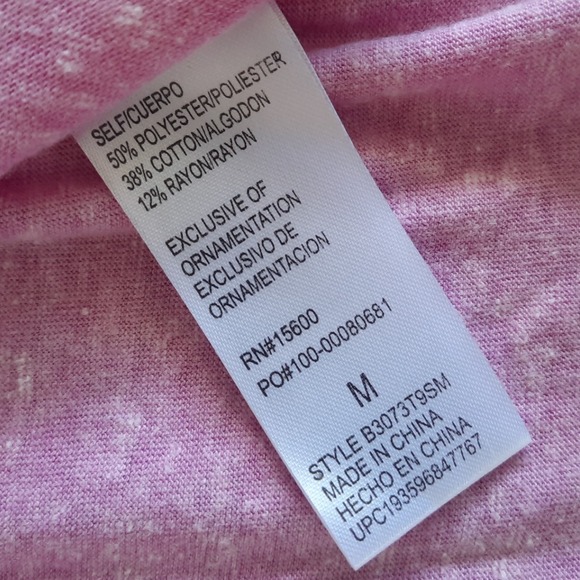 SELF/CUERPO
50% POLYESTER/POLIESTER
38% COTTON/ALGODON
12% RAYON/RAYON
EXCLUSIVE OF
ORNAMENTATION
EXCLUSIVO DE
ORNAMENTACION
RN#15600
PO#100-00080681
M
STYLE B3073T9SM
MADE IN CHINA
HECHO EN CHINA
UPC193596847767